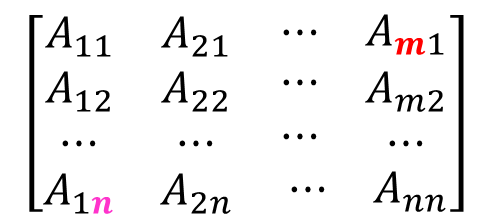 A₁₁ A₂₁ ⋯ Aₘ₁
A₁₂ A₂₂ ⋯ Aₘ₂
⋯ ⋯ ⋯ ⋯
A₁ₙ A₂ₙ ⋯ Aₙₙ